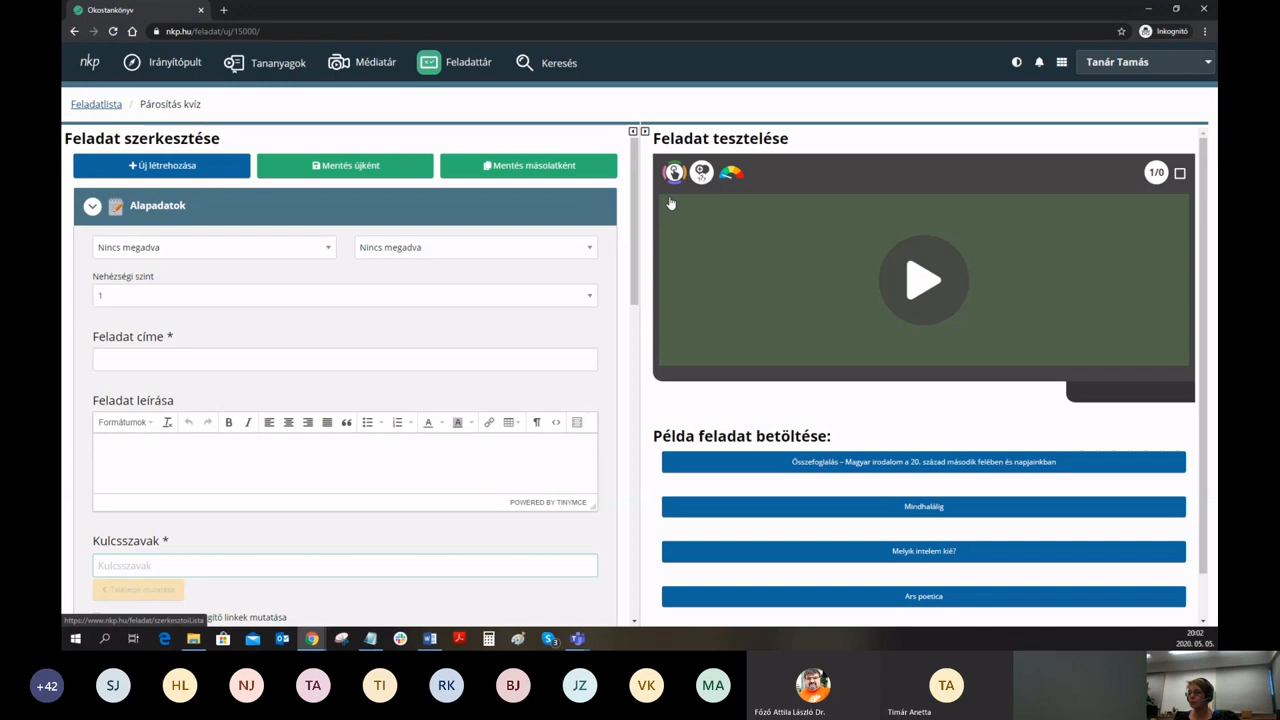 Okostankönyv
nkp.hu/feladat/uj/15000/
Inkognitó
nkp
Irányítópult
Tananyagok
Médiatár
Feladattár
Keresés
Tanár Tamás
Feladatlista / Párosítás kvíz
Feladat szerkesztése
Új létrehozása
Mentés újként
Mentés másolatként
Alapadatok
Nincs megadva
Nincs megadva
Nehézségi szint
1
Feladat címe *
Feladat leírása
Formátumok
POWERED BY TINYMCE
Kulcsszavak *
Kulcsszavak
linkek mutatása
https://www.nkp.hu/feladat/szerkesztoiLista
Feladat tesztelése
1/0
Példa feladat betöltése:
Összefoglalás – Magyar irodalom a 20. század második felében és napjainkban
Mindhalálig
Melyik intelem kié?
Ars poetica
20:02
2020. 05. 05.
+42
SJ
HL
NJ
TA
TI
RK
BJ
JZ
VK
MA
Főző Attila László Dr.
TA
Timár Anetta